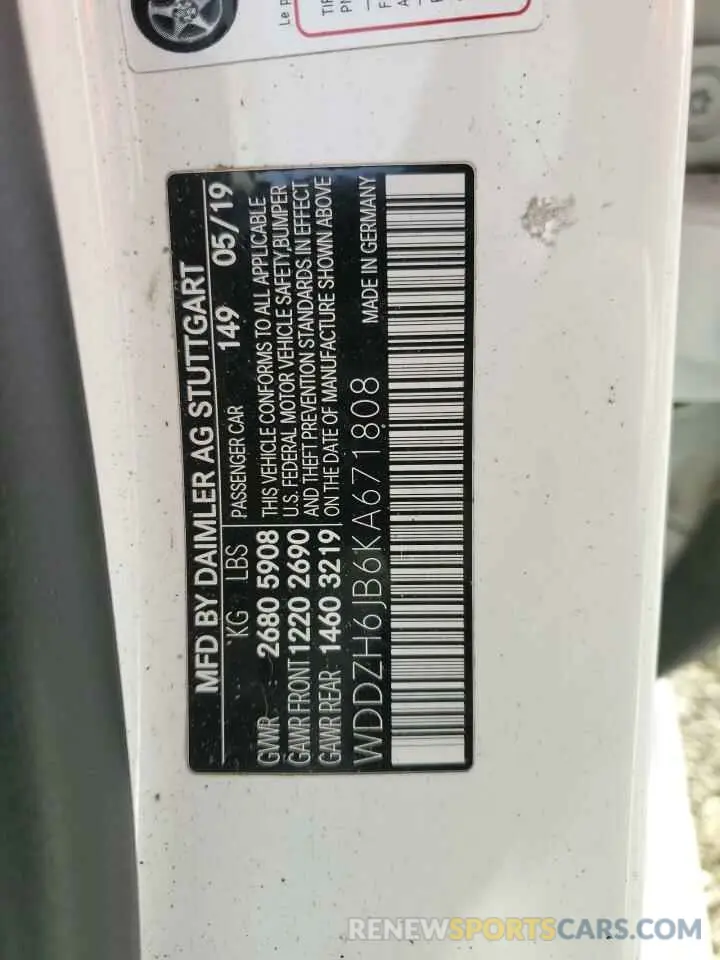 Le p
TIR
MFD BY DAIMLER AG STUTTGART
KG LBS PASSENGER CAR 149 05/19
GVWR 2680 5908
GAWR FRONT 1220 2690
GAWR REAR 1460 3219
THIS VEHICLE CONFORMS TO ALL APPLICABLE
U.S. FEDERAL MOTOR VEHICLE SAFETY,BUMPER
AND THEFT PREVENTION STANDARDS IN EFFECT
ON THE DATE OF MANUFACTURE SHOWN ABOVE
WDDZH6JB6KA671808 MADE IN GERMANY
RENEWSPORTSCARS.COM